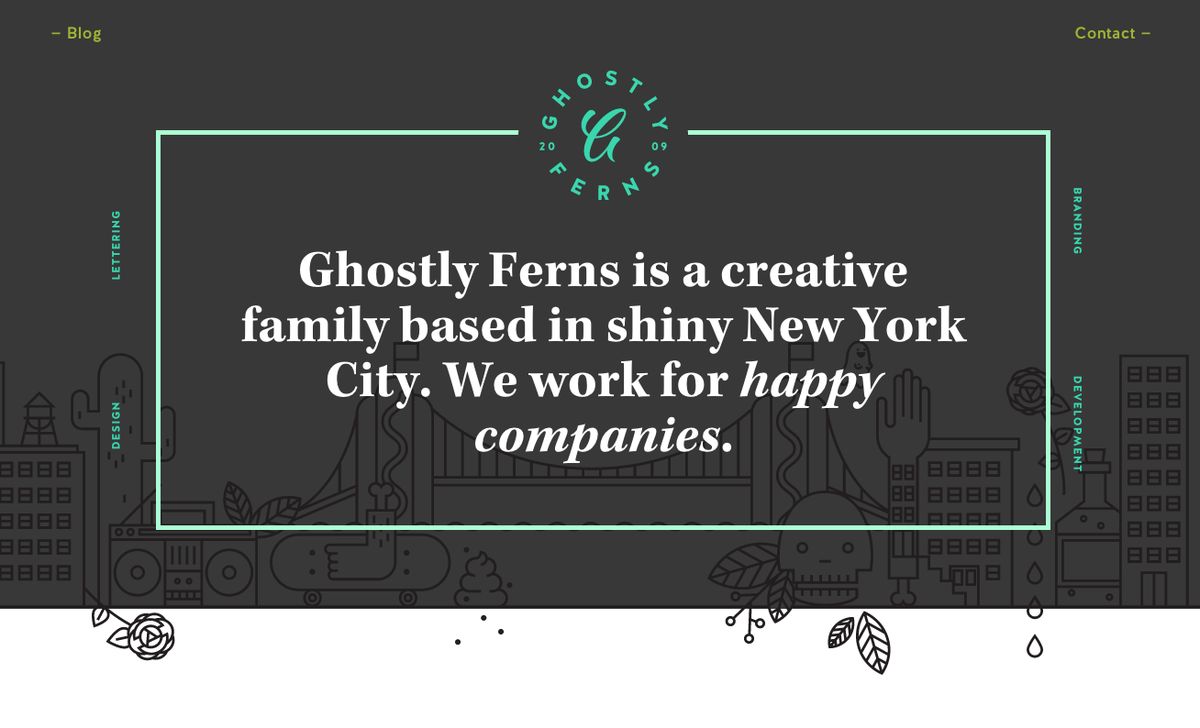 – Blog
Contact –
GHOSTLY
20 G 09
FERNS
LETTERING
BRANDING
Ghostly Ferns is a creative
family based in shiny New York
City. We work for happy
companies.
DESIGN
DEVELOPMENT